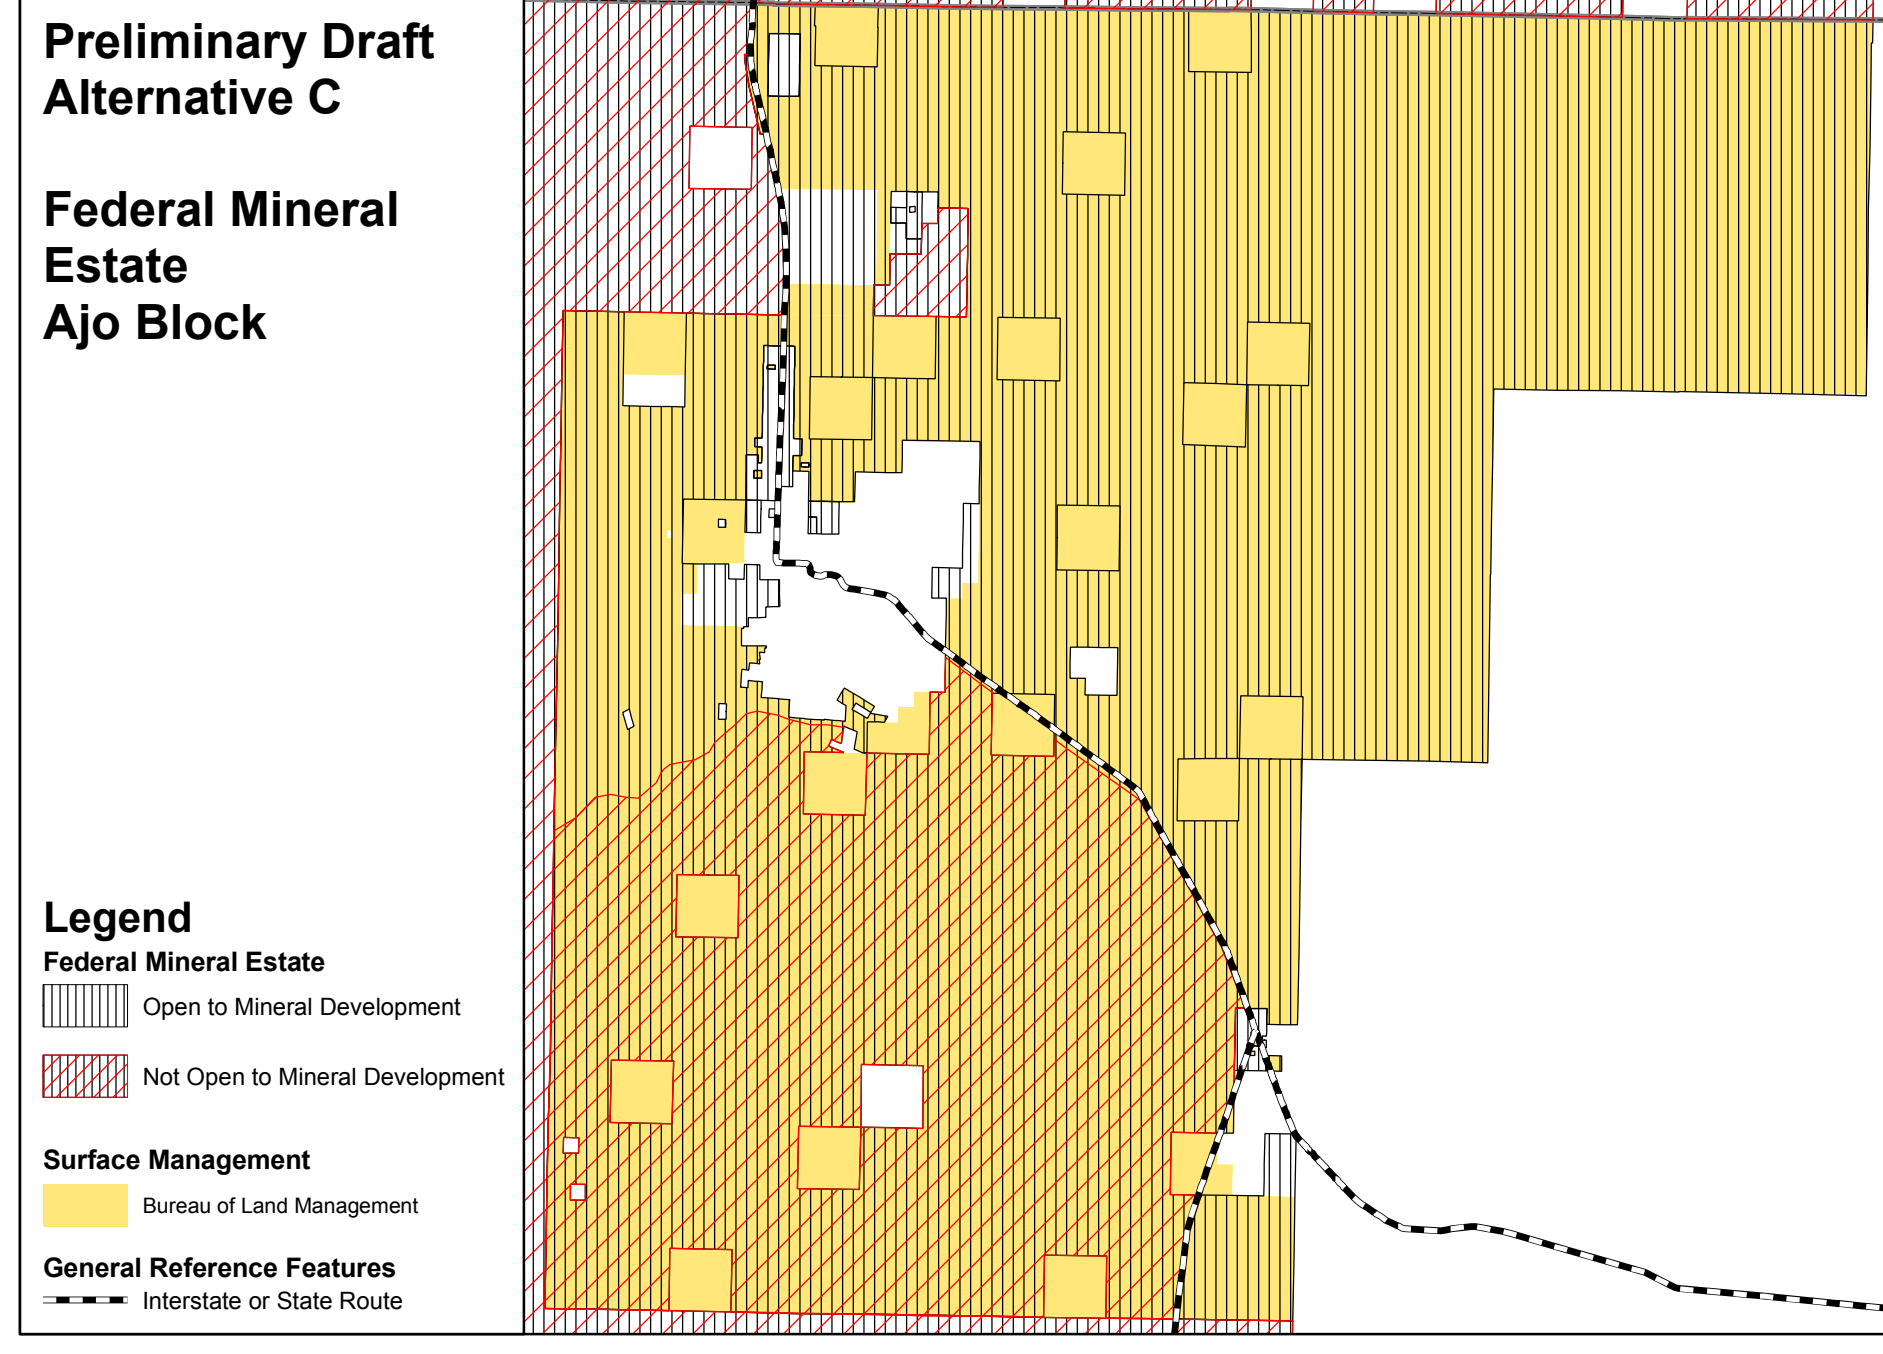 Preliminary Draft
Alternative C
Federal Mineral
Estate
Ajo Block
Legend
Federal Mineral Estate
Open to Mineral Development
Not Open to Mineral Development
Surface Management
Bureau of Land Management
General Reference Features
Interstate or State Route